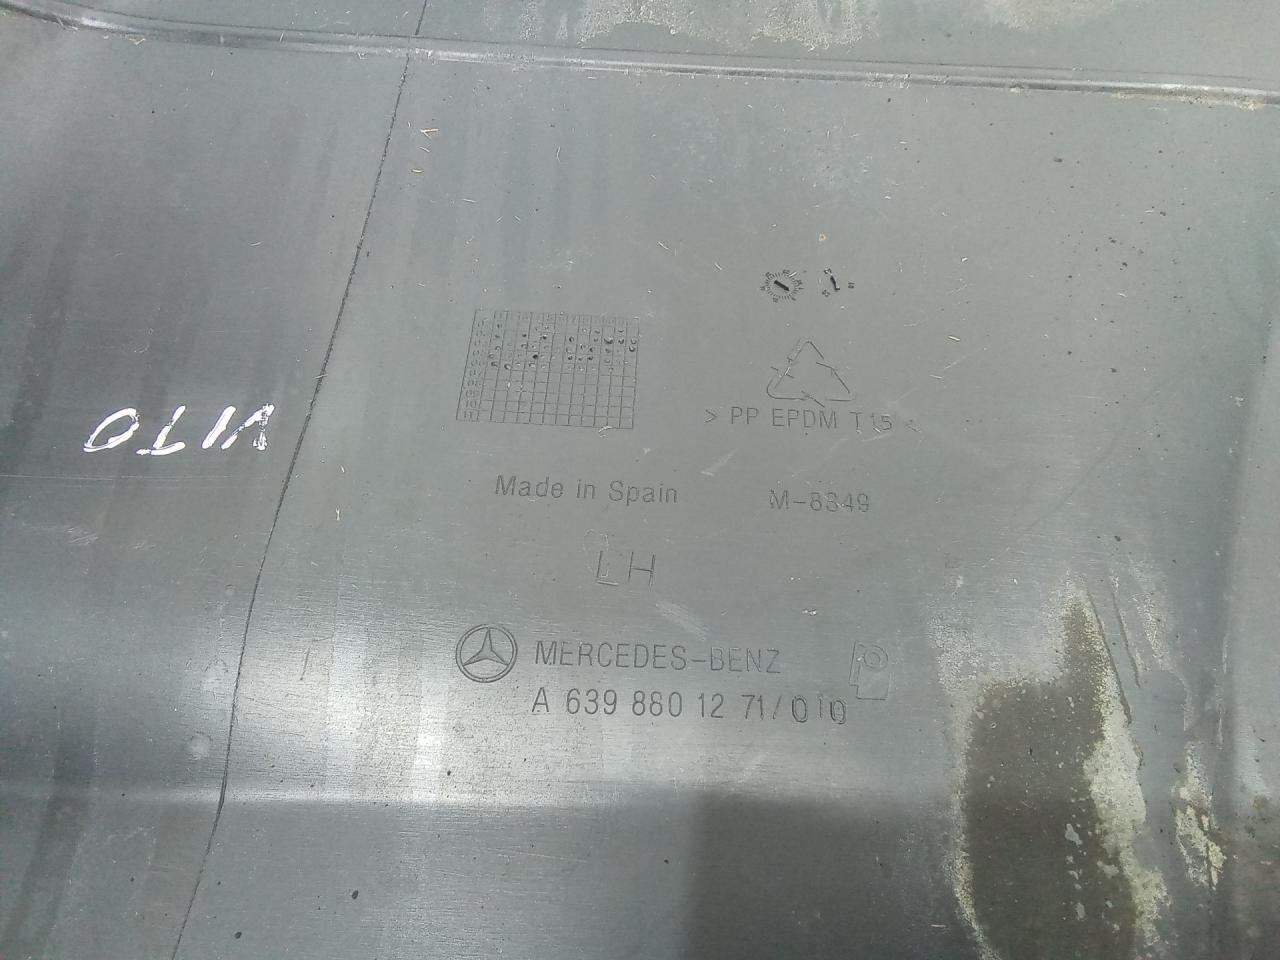 > PP EPDM T15 <
VITO
Made in Spain
M-8349
LH
MERCEDES-BENZ
A 639 880 12 71/010